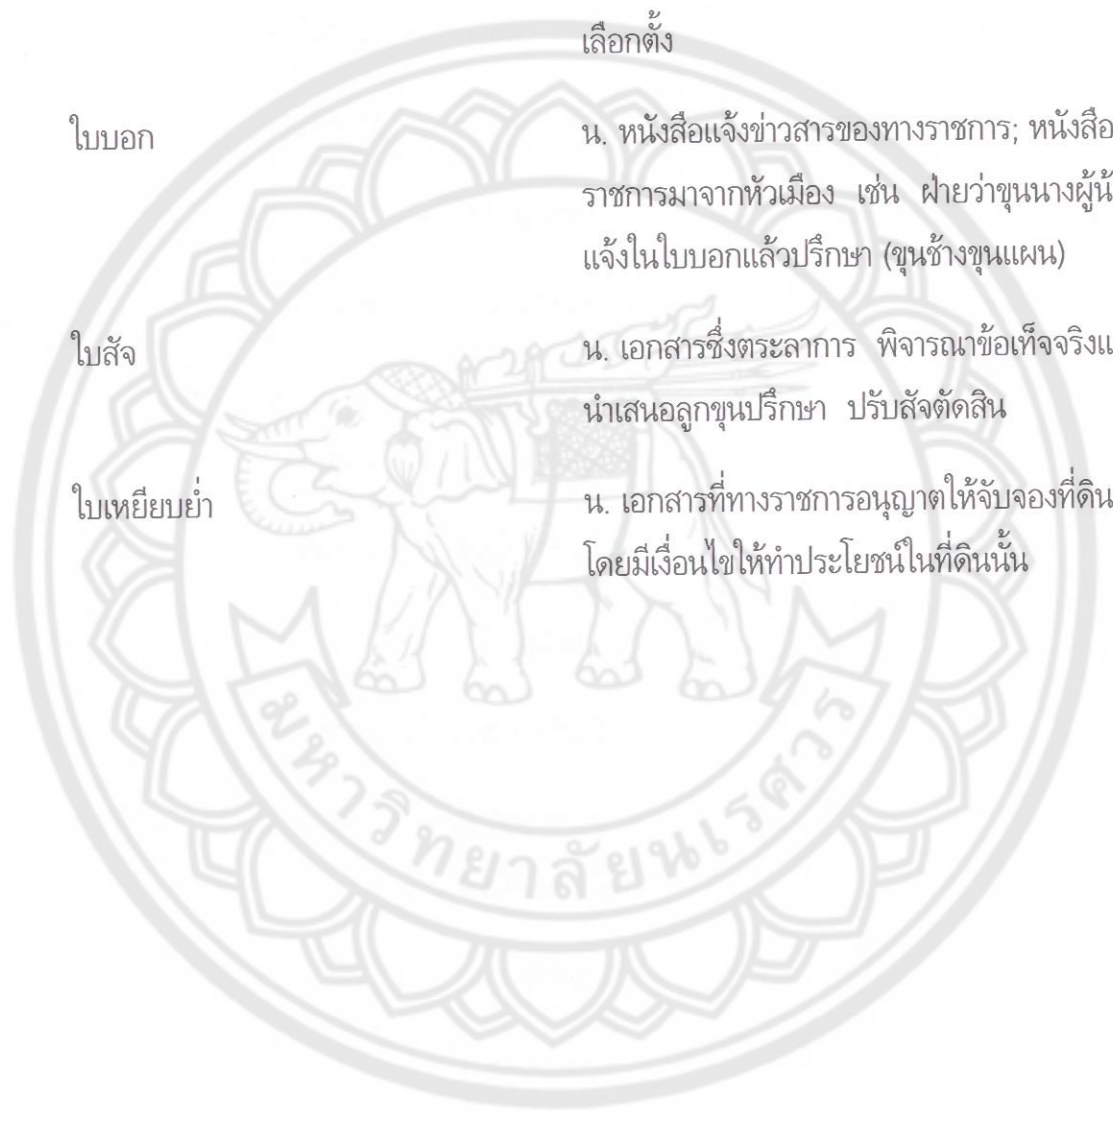 เลือกตั้ง
ใบบอก น. หนังสือแจ้งข่าวสารของทางราชการ; หนังสือ
ราชการมาจากหัวเมือง เช่น ฝ่ายว่าขุนนางผู้น้
แจ้งในใบบอกแล้วปรึกษา (ขุนช้างขุนแผน)
ใบสัจ น. เอกสารซึ่งตระลาการ พิจารณาข้อเท็จจริงแ
นำเสนอลูกขุนปรึกษา ปรับสัจตัดสิน
ใบเหยียบย่ำ น. เอกสารที่ทางราชการอนุญาตให้จับจองที่ดิน
โดยมีเงื่อนไขให้ทำประโยชน์ในที่ดินนั้น
มหาวิทยาลัยนเรศวร